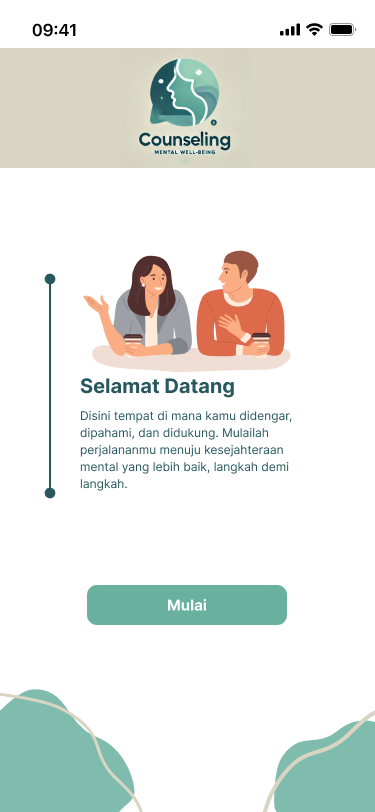 09:41
Counseling
MENTAL WELL-BEING
Selamat Datang
Disini tempat di mana kamu didengar,
dipahami, dan didukung. Mulailah
perjalananmu menuju kesejahteraan
mental yang lebih baik, langkah demi
langkah.
Mulai